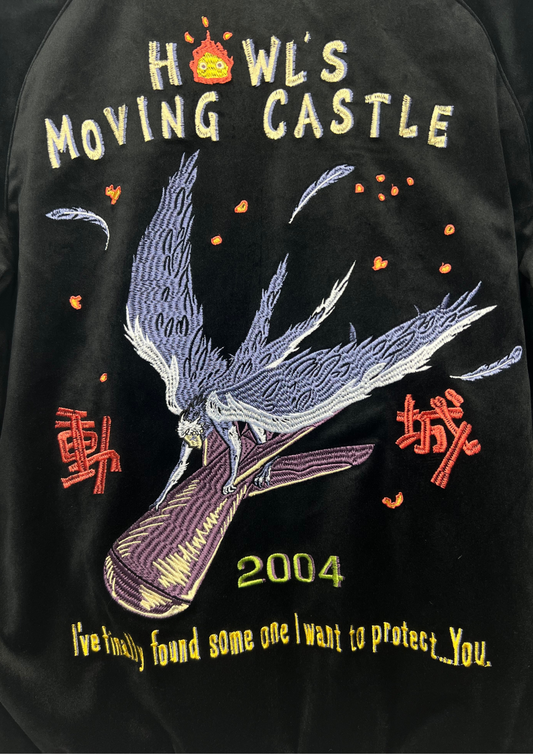 HOWL'S
MOVING CASTLE
動 城
2004
I've finally found some one I want to protect...You.